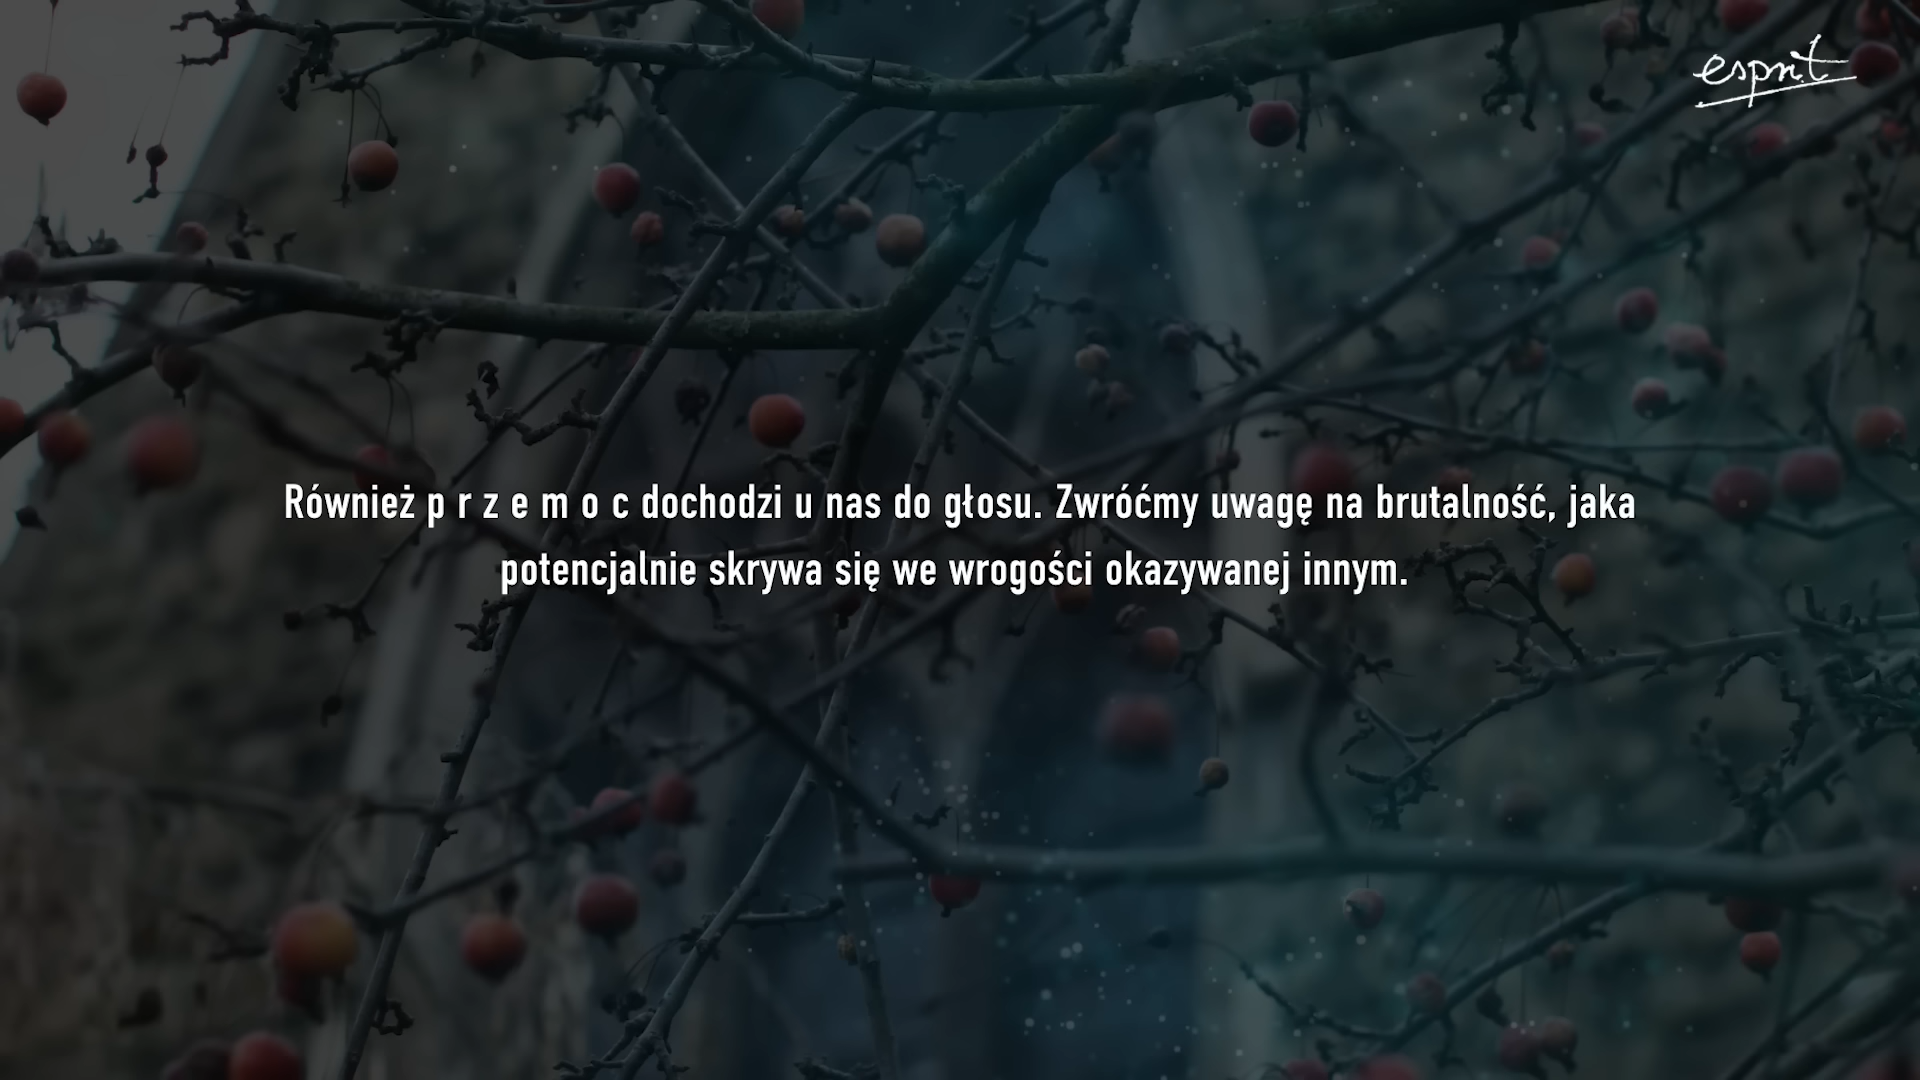 esprit
Również p r z e m o c dochodzi u nas do głosu. Zwróćmy uwagę na brutalność, jaka
potencjalnie skrywa się we wrogości okazywanej innym.